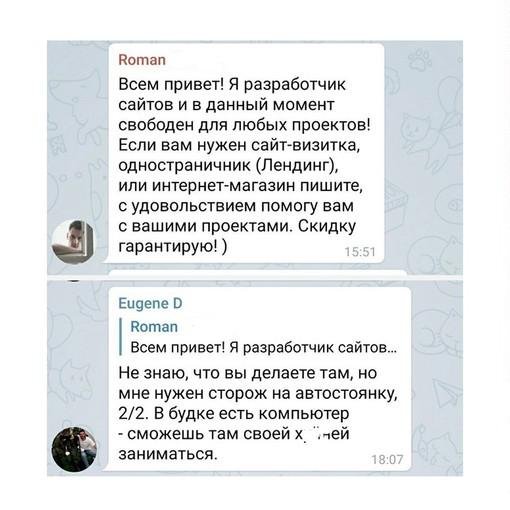 Roman
Всем привет! Я разработчик
сайтов и в данный момент
свободен для любых проектов!
Если вам нужен сайт-визитка,
одностраничник (Лендинг),
или интернет-магазин пишите,
с удовольствием помогу вам
с вашими проектами. Скидку
гарантирую! )
15:51
Eugene D
Roman
Всем привет! Я разработчик сайтов...
Не знаю, что вы делаете там, но
мне нужен сторож на автостоянку,
2/2. В будке есть компьютер
- сможешь там своей
заниматься.
18:07